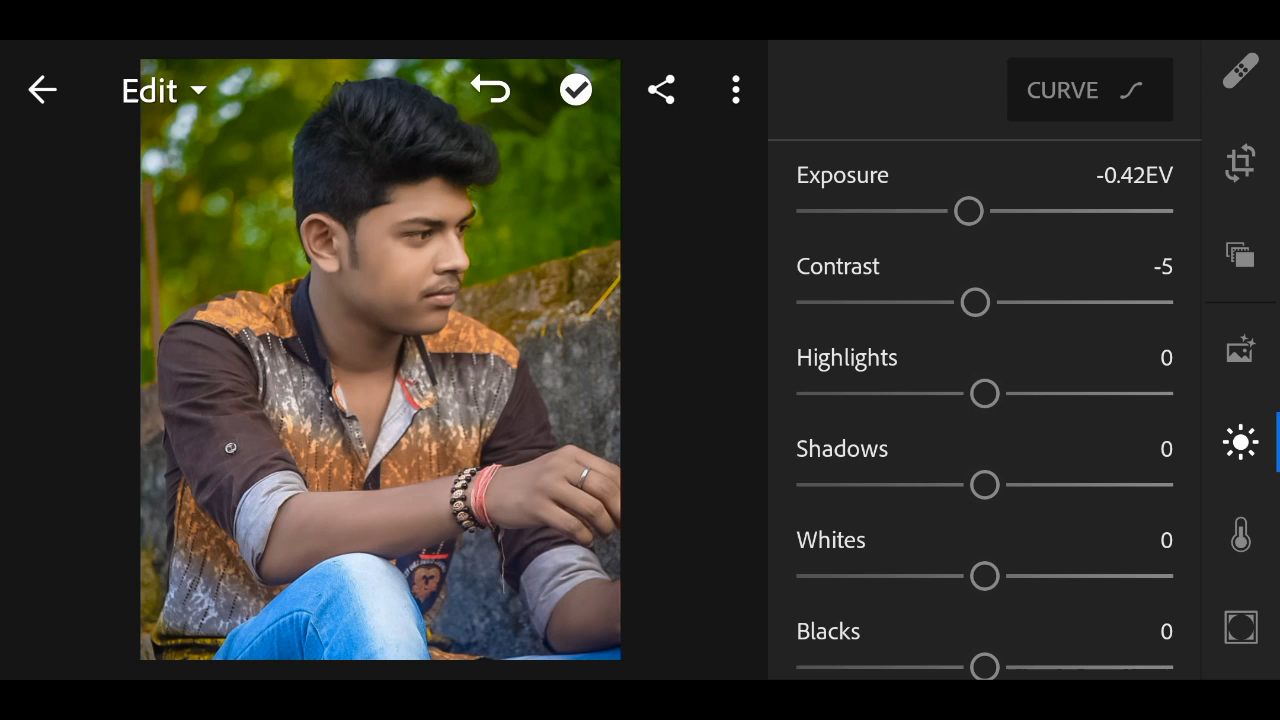 Edit
CURVE
Exposure -0.42EV
Contrast -5
Highlights 0
Shadows 0
Whites 0
Blacks 0